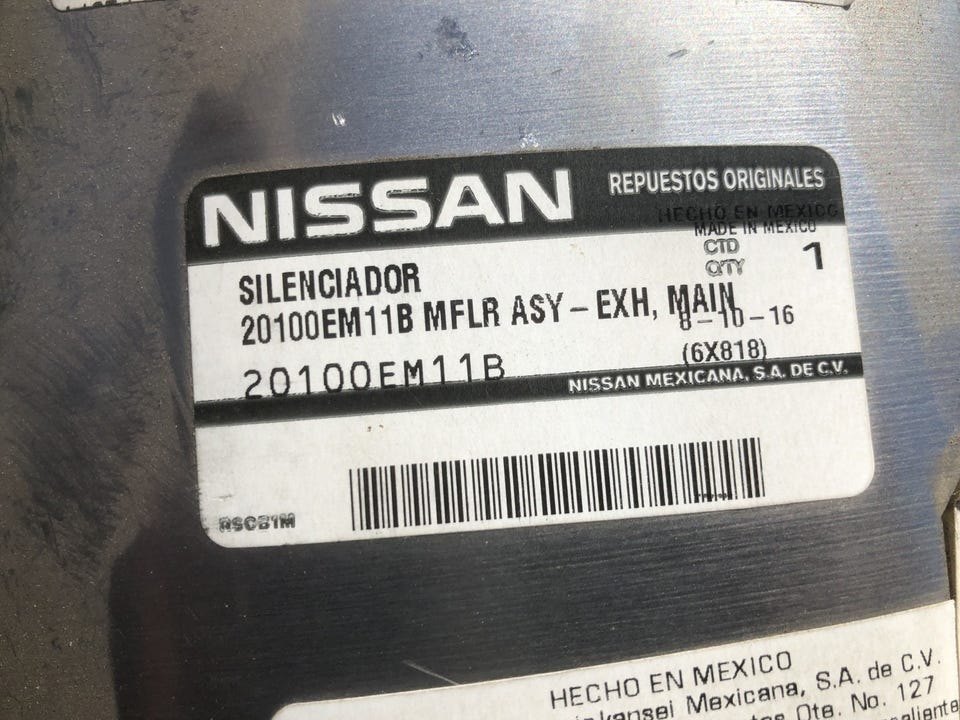 NISSAN REPUESTOS ORIGINALES
HECHO EN MEXICO
MADE IN MEXICO
CTD
QTY 1
SILENCIADOR
20100EM11B MFLR ASY – EXH, MAIN
8–10–16
(6X818)
20100EM11B
NISSAN MEXICANA, S.A. DE C.V.
RSCB1M
HECHO EN MEXICO
Mexicana, S.A. de C.V.
Ote. No. 127